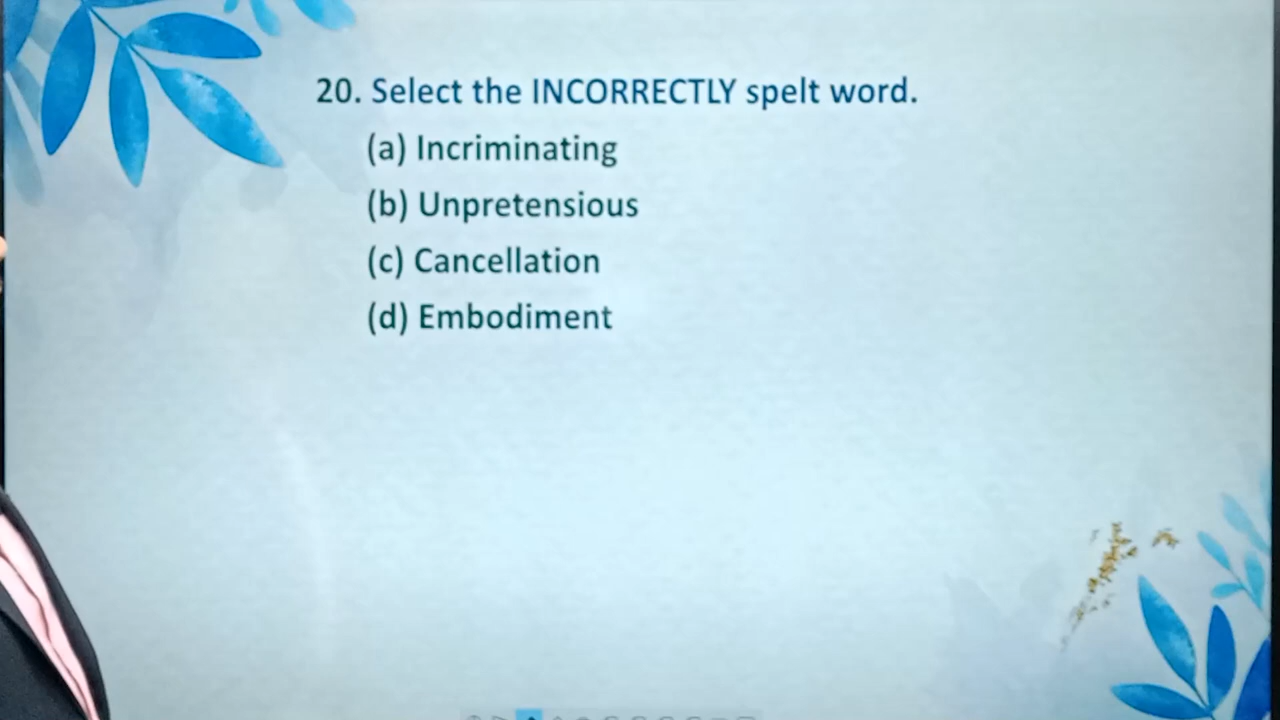 20. Select the INCORRECTLY spelt word.
(a) Incriminating
(b) Unpretensious
(c) Cancellation
(d) Embodiment